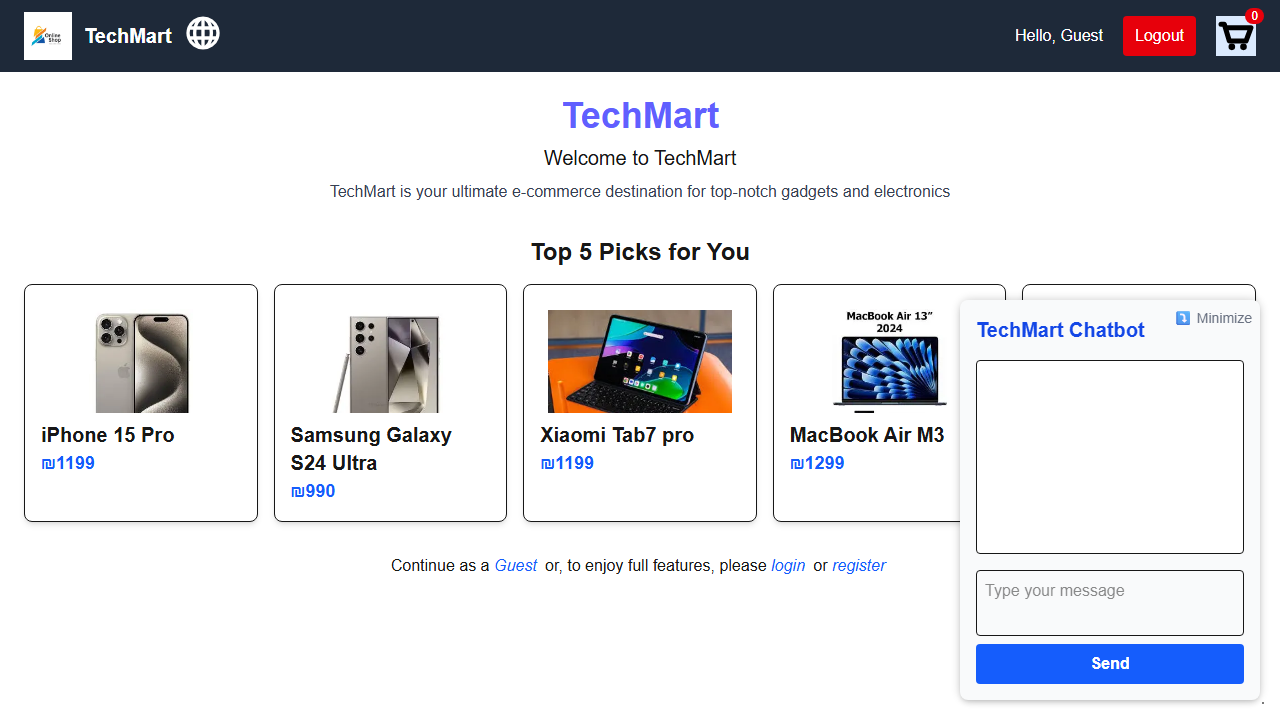 Online
Shop
TechMart
Hello, Guest
Logout
0
TechMart
Welcome to TechMart
TechMart is your ultimate e-commerce destination for top-notch gadgets and electronics
Top 5 Picks for You
iPhone 15 Pro
₪1199
Samsung Galaxy
S24 Ultra
₪990
Xiaomi Tab7 pro
₪1199
MacBook Air 13”
2024
MacBook Air M3
₪1299
Continue as a Guest or, to enjoy full features, please login or register
Minimize
TechMart Chatbot
Type your message
Send